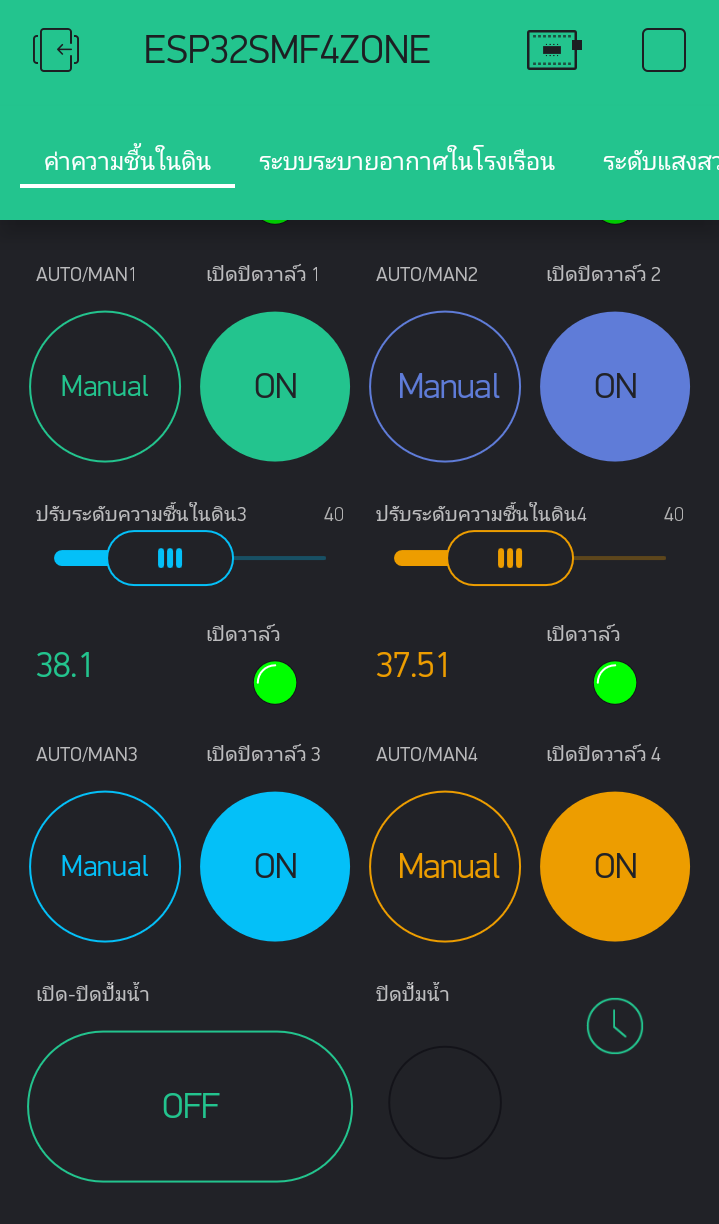 ESP32SMF4ZONE
ค่าความชื้นในดิน ระบบระบายอากาศในโรงเรือน ระดับแสงสว
AUTO/MAN1 เปิดปิดวาล์ว 1 AUTO/MAN2 เปิดปิดวาล์ว 2
Manual ON Manual ON
ปรับระดับความชื้นในดิน3 40 ปรับระดับความชื้นในดิน4 40
เปิดวาล์ว เปิดวาล์ว
38.1 37.51
AUTO/MAN3 เปิดปิดวาล์ว 3 AUTO/MAN4 เปิดปิดวาล์ว 4
Manual ON Manual ON
เปิด-ปิดปั้มน้ำ ปิดปั้มน้ำ
OFF